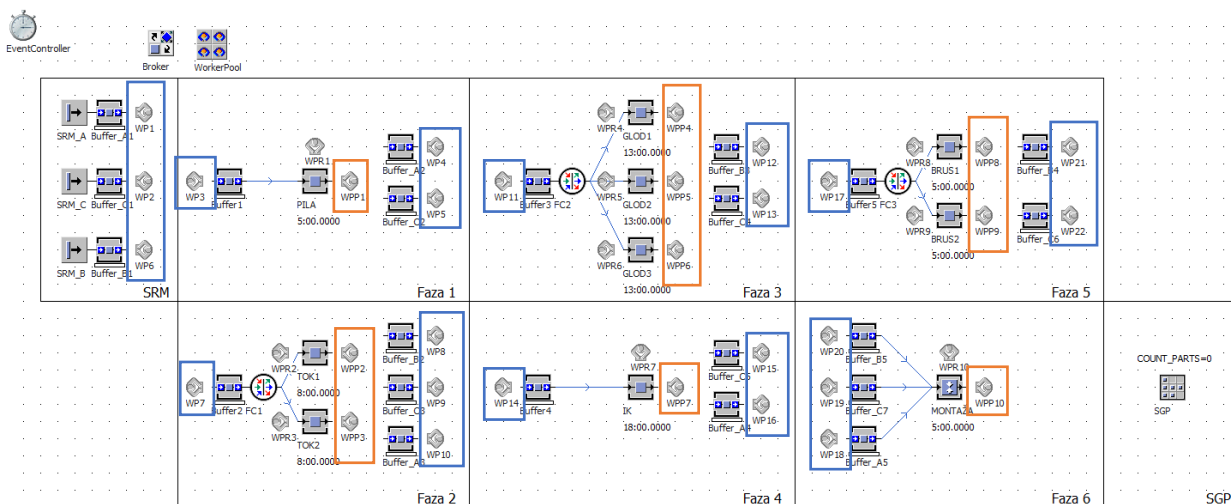 EventController
Broker
WorkerPool
SRM_A
Buffer_A1
WP1
SRM_C
Buffer_C1
WP2
SRM_B
Buffer_B1
WP6
SRM
WP3
Buffer1
WPR1
PILA
5:00.0000
WPP1
Buffer_A2
WP4
Buffer_C2
WP5
Faza 1
WP11
Buffer3
FC2
WPR4
GLOD1
13:00.0000
WPP4
WPR5
GLOD2
13:00.0000
WPP5
WPR6
GLOD3
13:00.0000
WPP6
Buffer_B3
WP12
Buffer_C4
WP13
Faza 3
WP17
Buffer5
FC3
WPR8
BRUS1
5:00.0000
WPP8
WPR9
BRUS2
5:00.0000
WPP9
Buffer_B4
WP21
Buffer_C6
WP22
Faza 5
WP7
Buffer2
FC1
WPR2
TOK1
8:00.0000
WPP2
WPR3
TOK2
8:00.0000
WPP3
Buffer_B2
WP8
Buffer_C3
WP9
Buffer_A3
WP10
Faza 2
WP14
Buffer4
WPR7
IK
18:00.0000
WPP7
Buffer_C5
WP15
Buffer_A4
WP16
Faza 4
WP20
Buffer_B5
WP19
Buffer_C7
WP18
Buffer_A5
WPR10
MONTAZA
5:00.0000
WPP10
Faza 6
COUNT_PARTS=0
SGP
SGP